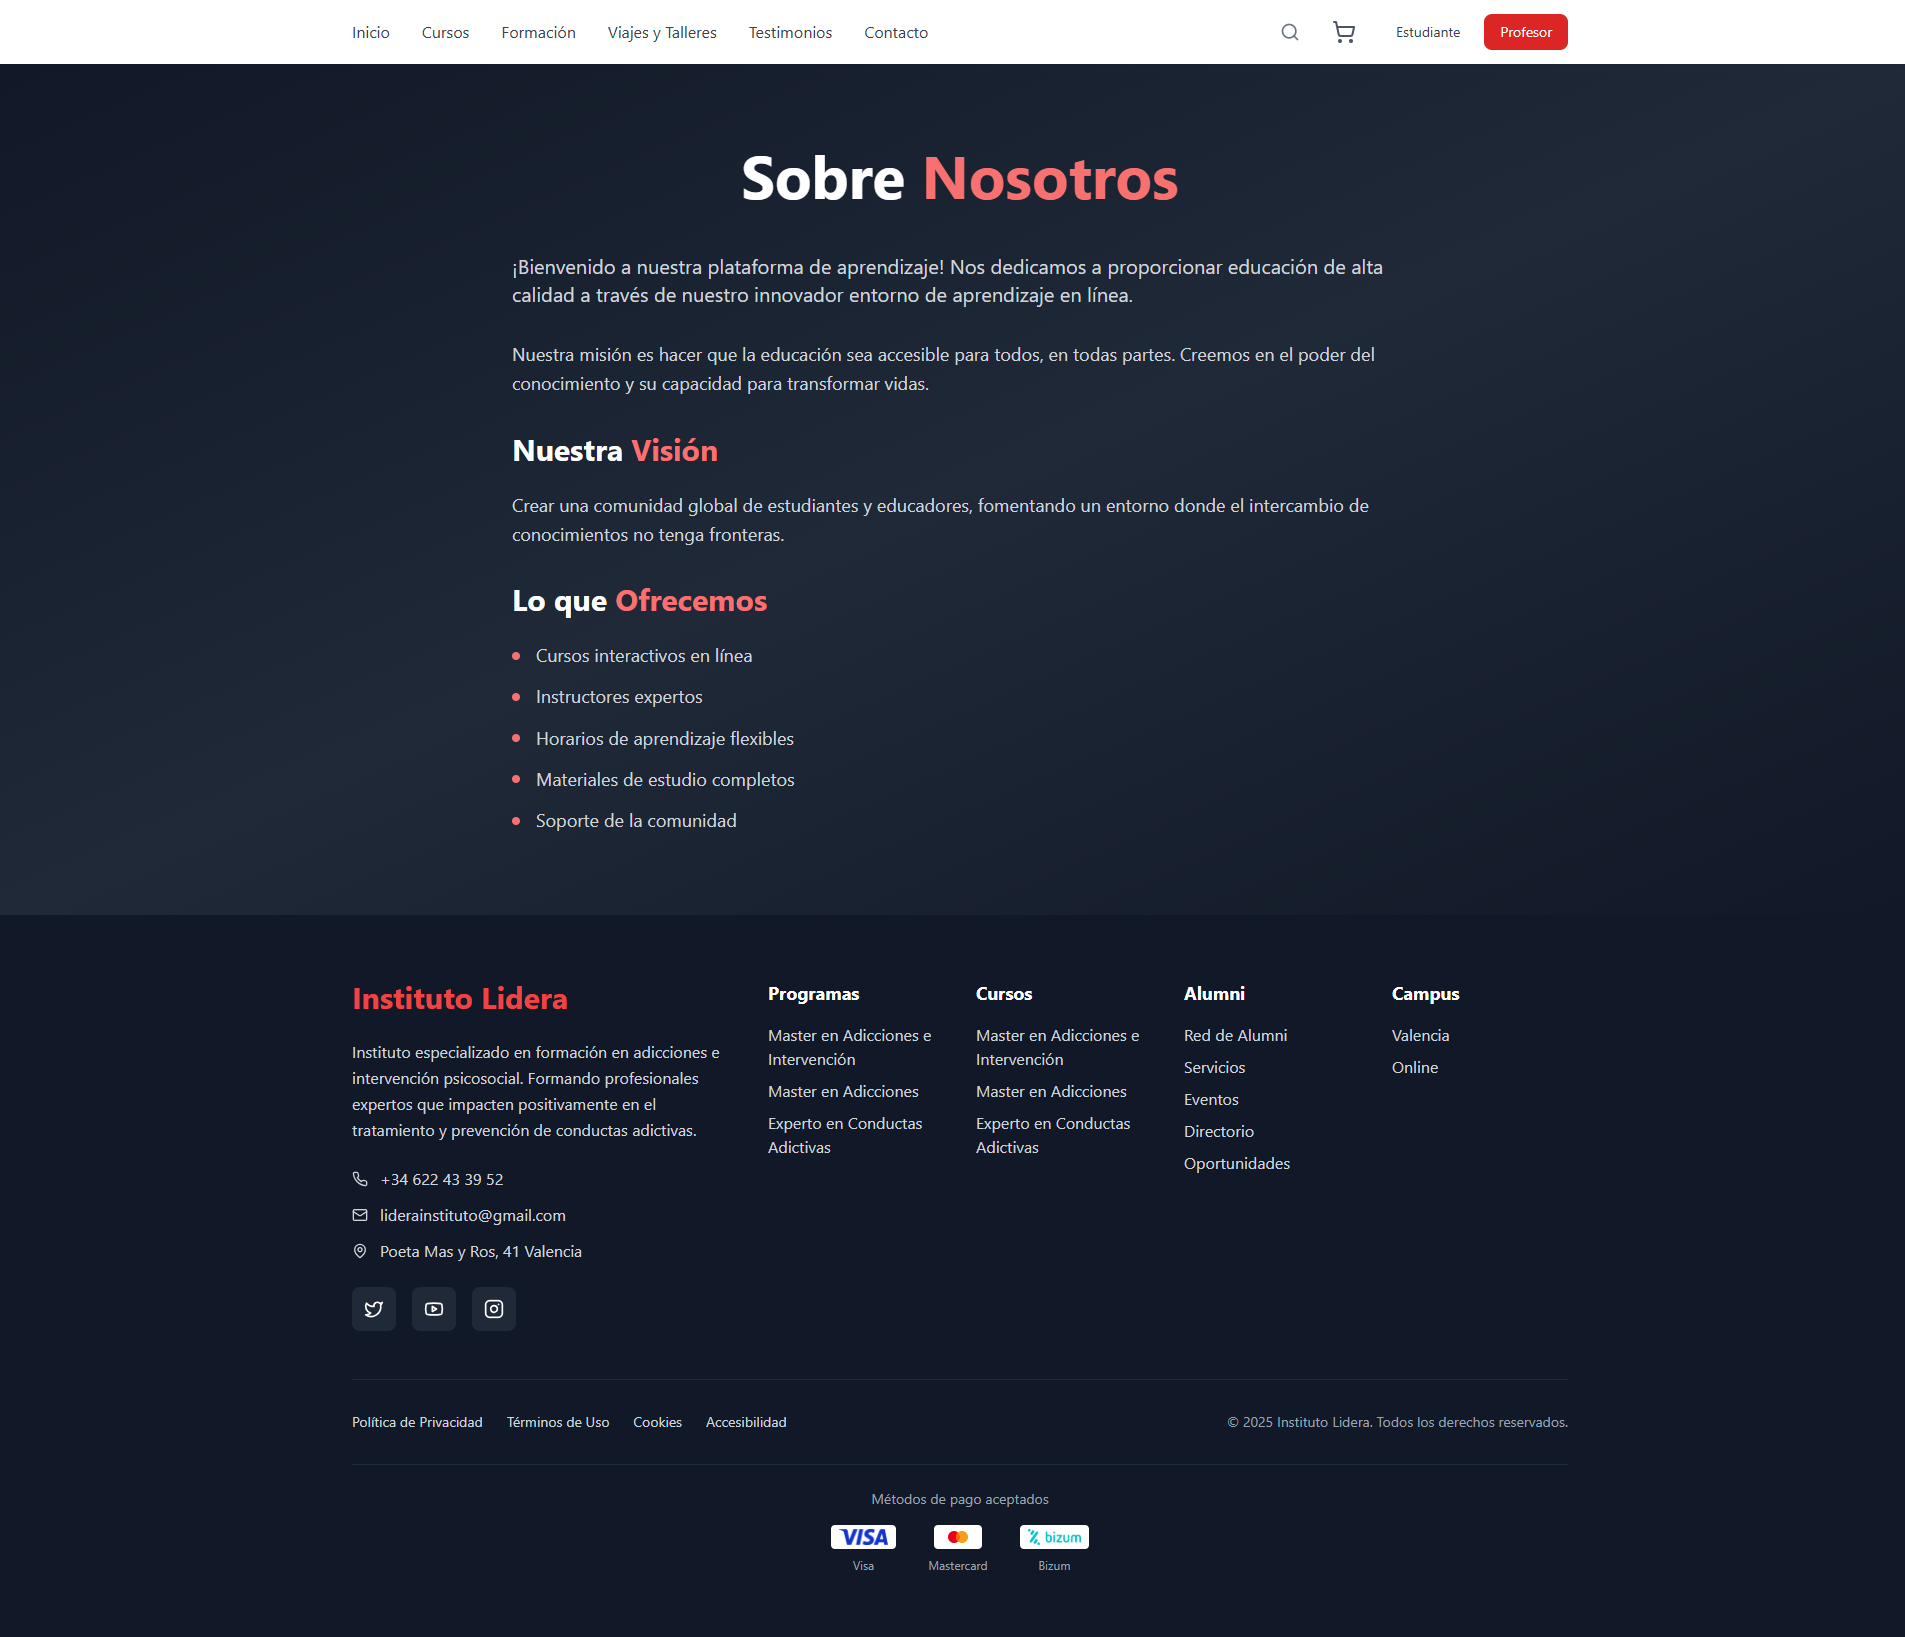 Inicio Cursos Formación Viajes y Talleres Testimonios Contacto Estudiante Profesor
Sobre Nosotros
¡Bienvenido a nuestra plataforma de aprendizaje! Nos dedicamos a proporcionar educación de alta
calidad a través de nuestro innovador entorno de aprendizaje en línea.
Nuestra misión es hacer que la educación sea accesible para todos, en todas partes. Creemos en el poder del
conocimiento y su capacidad para transformar vidas.
Nuestra Visión
Crear una comunidad global de estudiantes y educadores, fomentando un entorno donde el intercambio de
conocimientos no tenga fronteras.
Lo que Ofrecemos
Cursos interactivos en línea
Instructores expertos
Horarios de aprendizaje flexibles
Materiales de estudio completos
Soporte de la comunidad
Instituto Lidera
Instituto especializado en formación en adicciones e
intervención psicosocial. Formando profesionales
expertos que impacten positivamente en el
tratamiento y prevención de conductas adictivas.
+34 622 43 39 52
liderainstituto@gmail.com
Poeta Mas y Ros, 41 Valencia
Programas
Master en Adicciones e
Intervención
Master en Adicciones
Experto en Conductas
Adictivas
Cursos
Master en Adicciones e
Intervención
Master en Adicciones
Experto en Conductas
Adictivas
Alumni
Red de Alumni
Servicios
Eventos
Directorio
Oportunidades
Campus
Valencia
Online
Política de Privacidad Términos de Uso Cookies Accesibilidad © 2025 Instituto Lidera. Todos los derechos reservados.
Métodos de pago aceptados
VISA bizum
Visa Mastercard Bizum